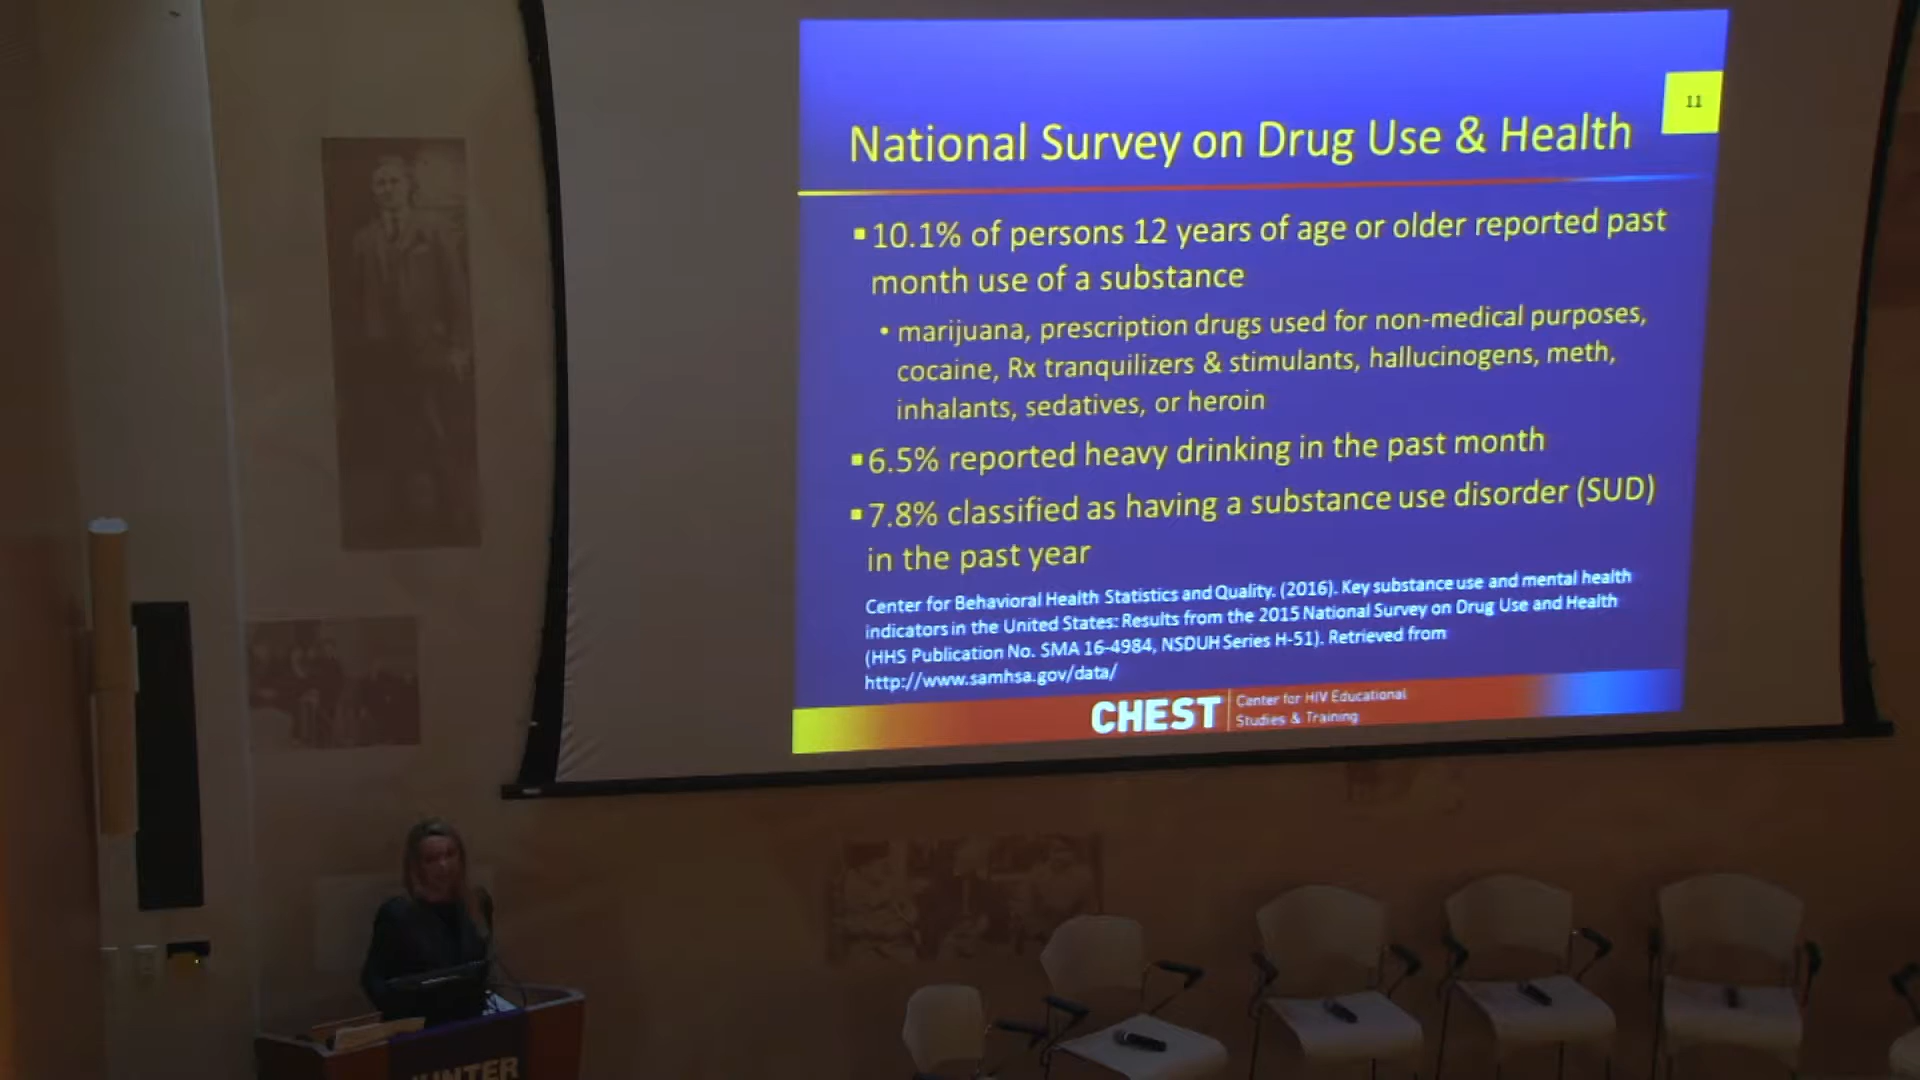 11
National Survey on Drug Use & Health
▪10.1% of persons 12 years of age or older reported past
month use of a substance
• marijuana, prescription drugs used for non-medical purposes,
cocaine, Rx tranquilizers & stimulants, hallucinogens, meth,
inhalants, sedatives, or heroin
▪6.5% reported heavy drinking in the past month
▪7.8% classified as having a substance use disorder (SUD)
in the past year
Center for Behavioral Health Statistics and Quality. (2016). Key substance use and mental health
indicators in the United States: Results from the 2015 National Survey on Drug Use and Health
(HHS Publication No. SMA 16-4984, NSDUH Series H-51). Retrieved from
http://www.samhsa.gov/data/
CHEST
Center for HIV Educational
Studies & Training
HUNTER